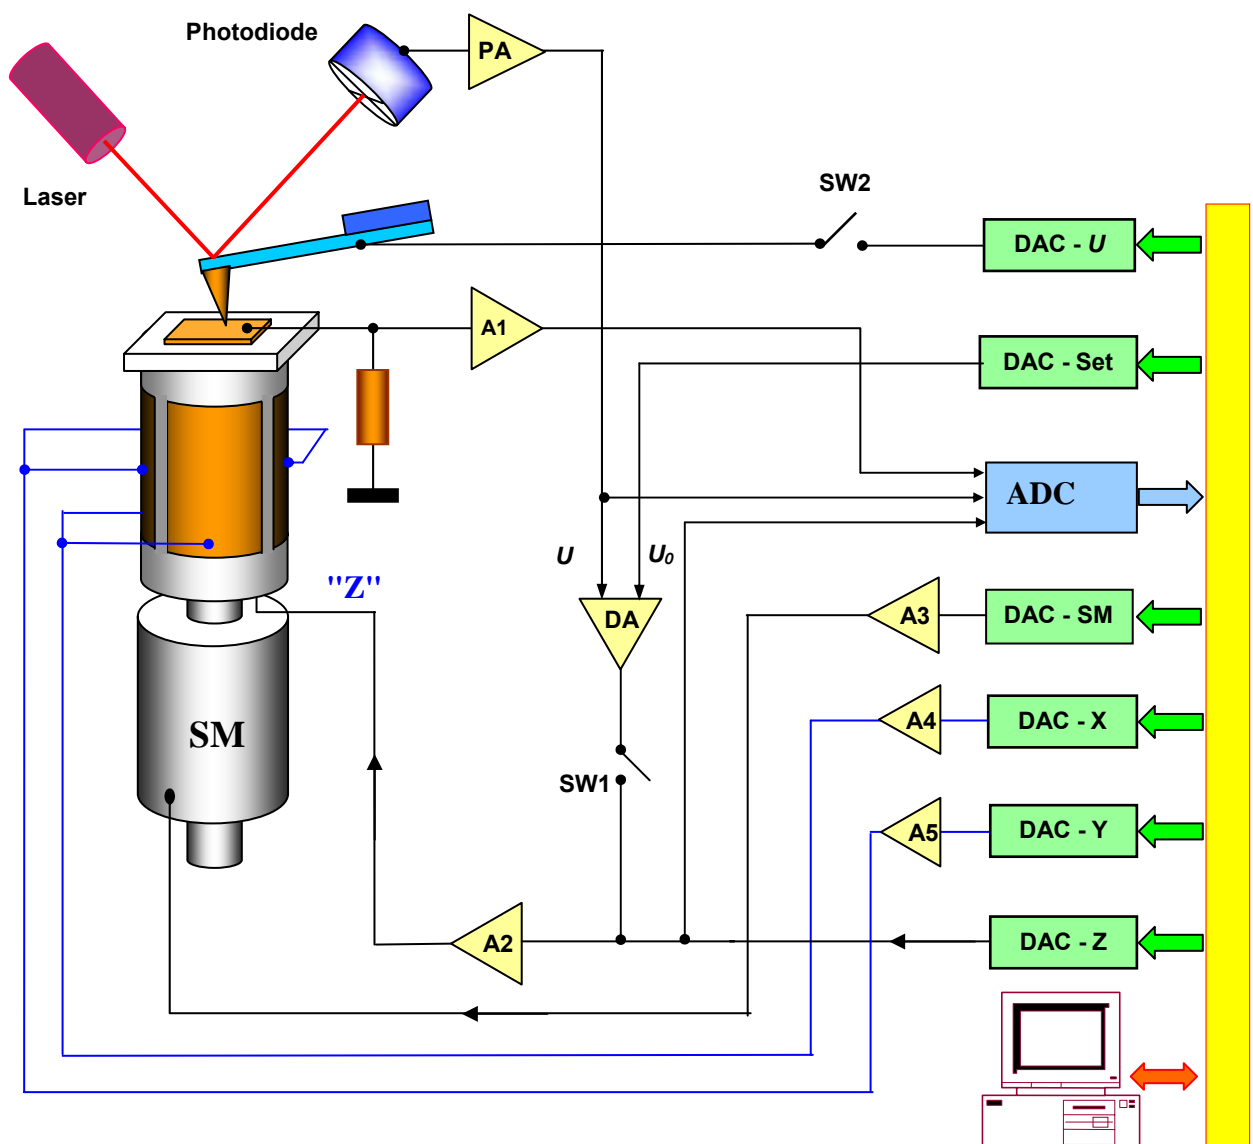 Photodiode
PA
Laser
SW2
DAC - U
A1
DAC - Set
ADC
U
U0
"Z"
DA
A3
DAC - SM
SM
A4
DAC - X
SW1
A5
DAC - Y
A2
DAC - Z